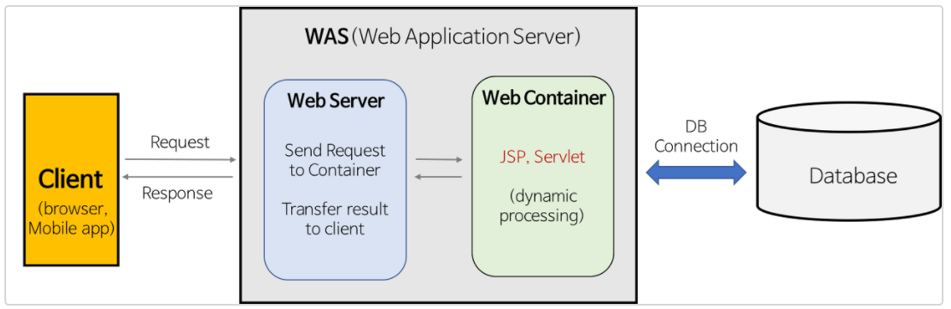 WAS(Web Application Server)
Client
(browser,
Mobile app)
Request
Response
Web Server
Send Request
to Container
Transfer result
to client
Web Container
JSP, Servlet
(dynamic
processing)
DB
Connection
Database